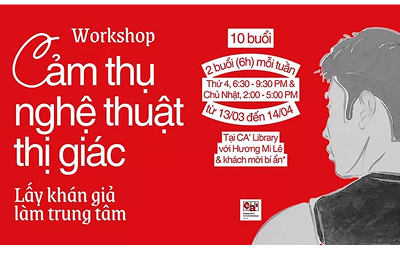 Workshop
Cảm thụ
nghệ thuật
thị giác
Lấy khán giả
làm trung tâm
10 buổi
2 buổi (6h) mỗi tuần
Thứ 4, 6:30 - 9:30 PM &
Chủ Nhật, 2:00 - 5:00 PM
từ 13/03 đến 14/04
Tại CA' Library
với Hương Mi Lê
& khách mời bí ẩn*
ca'